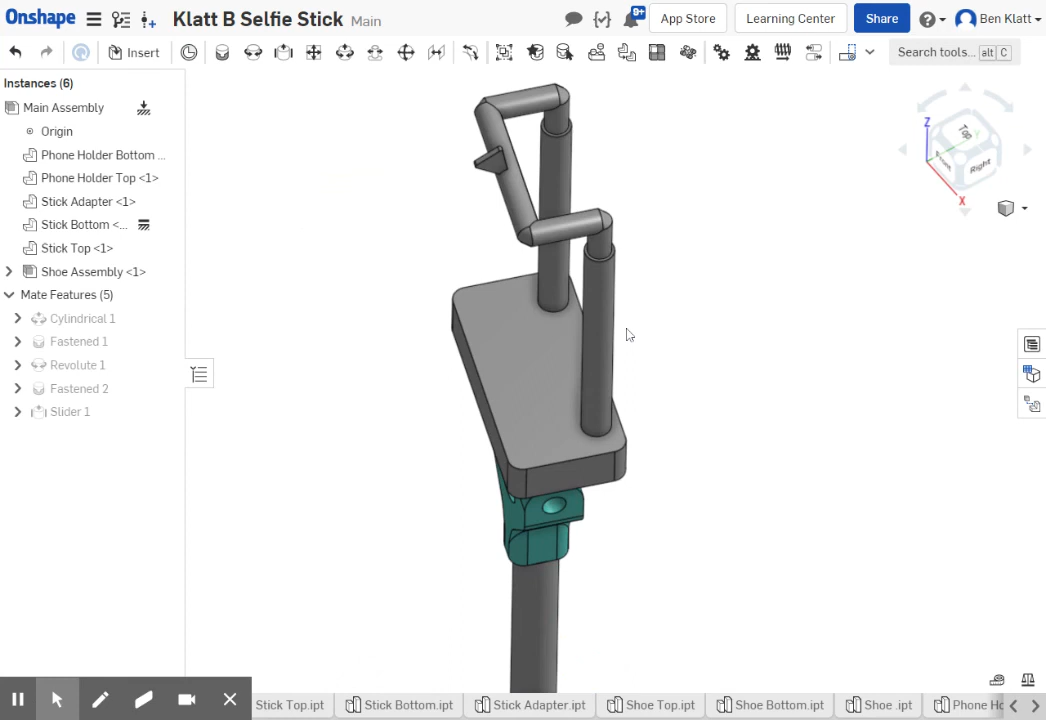 Onshape
Klatt B Selfie Stick Main
9+
App Store
Learning Center
Share
Ben Klatt
Insert
Search tools... alt C
Instances (6)
Main Assembly
Origin
Phone Holder Bottom ...
Phone Holder Top <1>
Stick Adapter <1>
Stick Bottom <...
Stick Top <1>
Shoe Assembly <1>
Mate Features (5)
Cylindrical 1
Fastened 1
Revolute 1
Fastened 2
Slider 1
Z
Top
Y
Front
Right
X
Stick Top.ipt
Stick Bottom.ipt
Stick Adapter.ipt
Shoe Top.ipt
Shoe Bottom.ipt
Shoe .ipt
Phone Ho